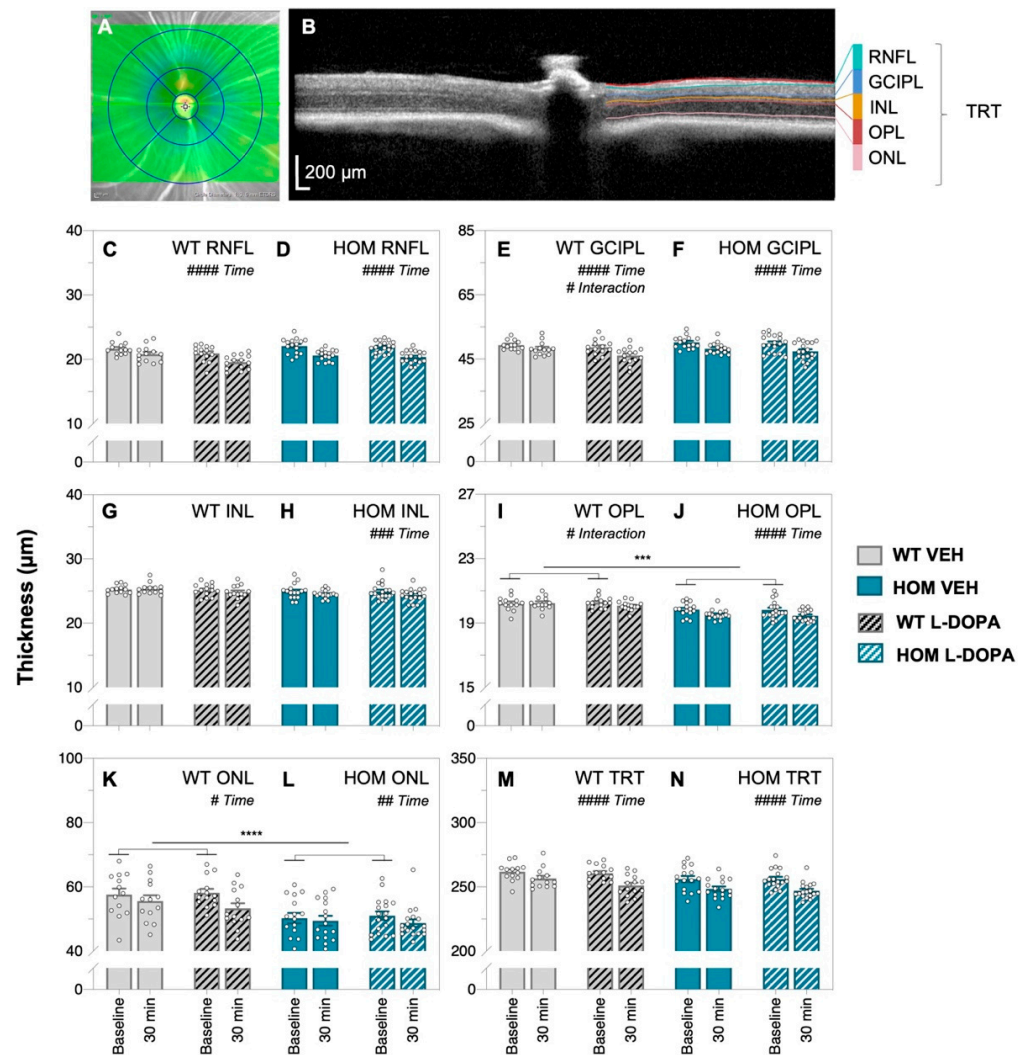 A
B
RNFL
GCIPL
INL
OPL
ONL
TRT
200 µm
Thickness (µm)
40
30
20
10
0
C
WT RNFL
#### Time
D
HOM RNFL
#### Time
85
65
45
25
0
E
WT GCIPL
#### Time
# Interaction
F
HOM GCIPL
#### Time
40
30
20
10
0
G
WT INL
H
HOM INL
### Time
27
23
19
15
0
I
WT OPL
# Interaction
J
HOM OPL
#### Time
***
WT VEH
HOM VEH
WT L-DOPA
HOM L-DOPA
100
80
60
40
0
K
WT ONL
# Time
L
HOM ONL
## Time
****
350
300
250
200
0
M
WT TRT
#### Time
N
HOM TRT
#### Time
Baseline
30 min
Baseline
30 min
Baseline
30 min
Baseline
30 min
Baseline
30 min
Baseline
30 min
Baseline
30 min
Baseline
30 min